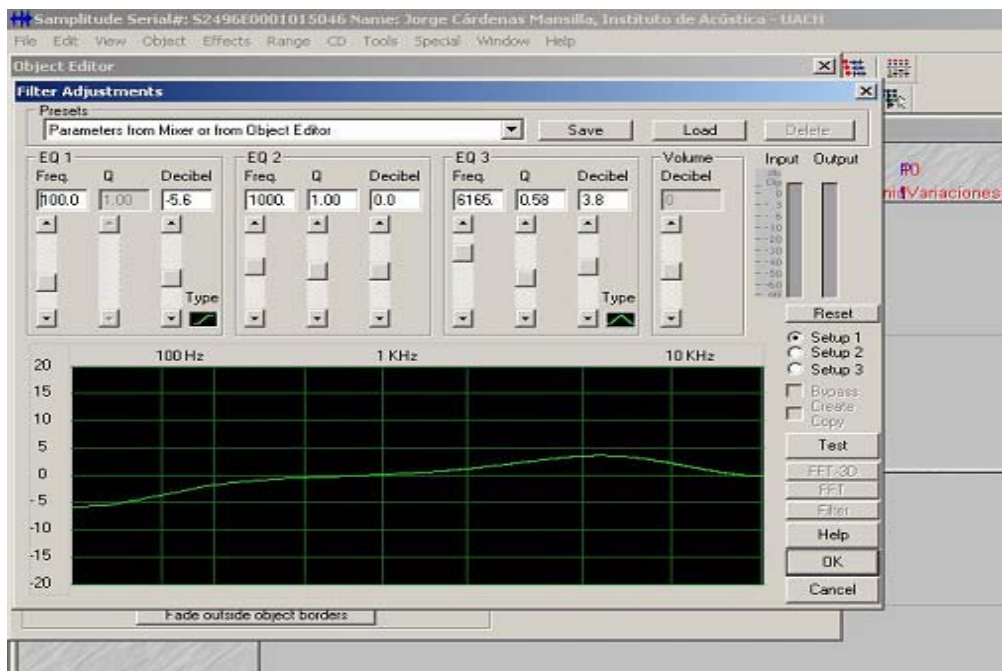 Samplitude Serial#: S2496E0001015046 Name: Jorge Cárdenas Mansilla, Instituto de Acústica - UACH
File Edit View Object Effects Range CD Tools Special Window Help
Object Editor
Filter Adjustments
Presets
Parameters from Mixer or from Object Editor Save Load Delete
EQ 1 EQ 2 EQ 3 Volume Input Output
Freq. Q Decibel Freq. Q Decibel Freq. Q Decibel Decibel
100.0 1.00 -5.6 1000. 1.00 0.0 6165. 0.58 3.8 0
Type Type
Variaciones
Reset
Setup 1
Setup 2
Setup 3
Bypass
Create Copy
Test
FFT-3D
FFT
Filter
Help
OK
Cancel
100 Hz 1 KHz 10 KHz
20
15
10
5
0
-5
-10
-15
-20
Fade outside object borders